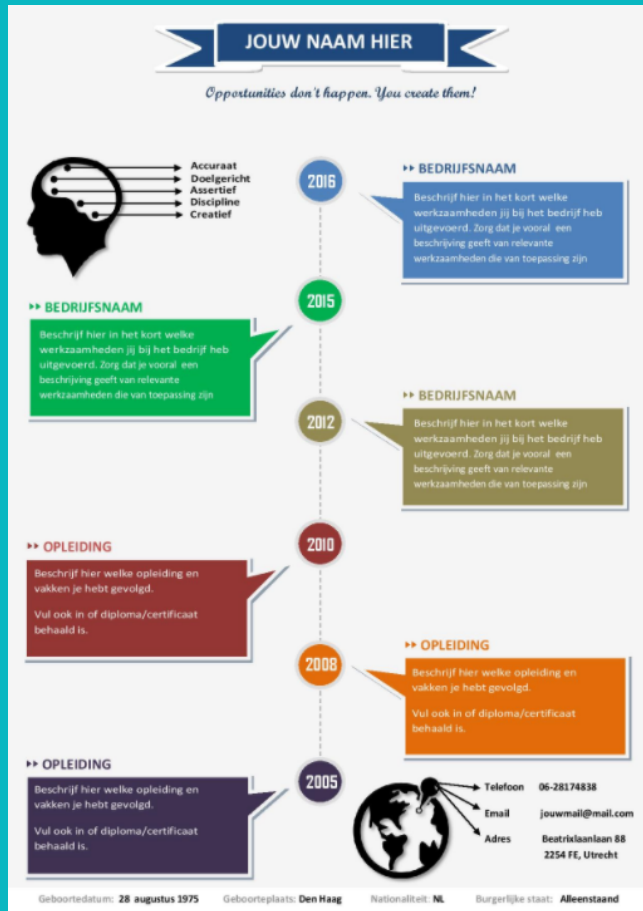 JOUW NAAM HIER
Opportunities don't happen. You create them!
Accuraat
Doelgericht
Assertief
Discipline
Creatief
2016
▸▸ BEDRIJFSNAAM
Beschrijf hier in het kort welke
werkzaamheden jij bij het bedrijf heb
uitgevoerd. Zorg dat je vooral een
beschrijving geeft van relevante
werkzaamheden die van toepassing zijn
2015
▸▸ BEDRIJFSNAAM
Beschrijf hier in het kort welke
werkzaamheden jij bij het bedrijf heb
uitgevoerd. Zorg dat je vooral een
beschrijving geeft van relevante
werkzaamheden die van toepassing zijn
2012
▸▸ BEDRIJFSNAAM
Beschrijf hier in het kort welke
werkzaamheden jij bij het bedrijf heb
uitgevoerd. Zorg dat je vooral een
beschrijving geeft van relevante
werkzaamheden die van toepassing zijn
2010
▸▸ OPLEIDING
Beschrijf hier welke opleiding en
vakken je hebt gevolgd.
Vul ook in of diploma/certificaat
behaald is.
2008
▸▸ OPLEIDING
Beschrijf hier welke opleiding en
vakken je hebt gevolgd.
Vul ook in of diploma/certificaat
behaald is.
2005
▸▸ OPLEIDING
Beschrijf hier welke opleiding en
vakken je hebt gevolgd.
Vul ook in of diploma/certificaat
behaald is.
Telefoon 06-28174838
Email jouwmail@mail.com
Adres Beatrixlaanlaan 88
2254 FE, Utrecht
Geboortedatum: 28 augustus 1975 Geboorteplaats: Den Haag Nationaliteit: NL Burgerlijke staat: Alleenstaand